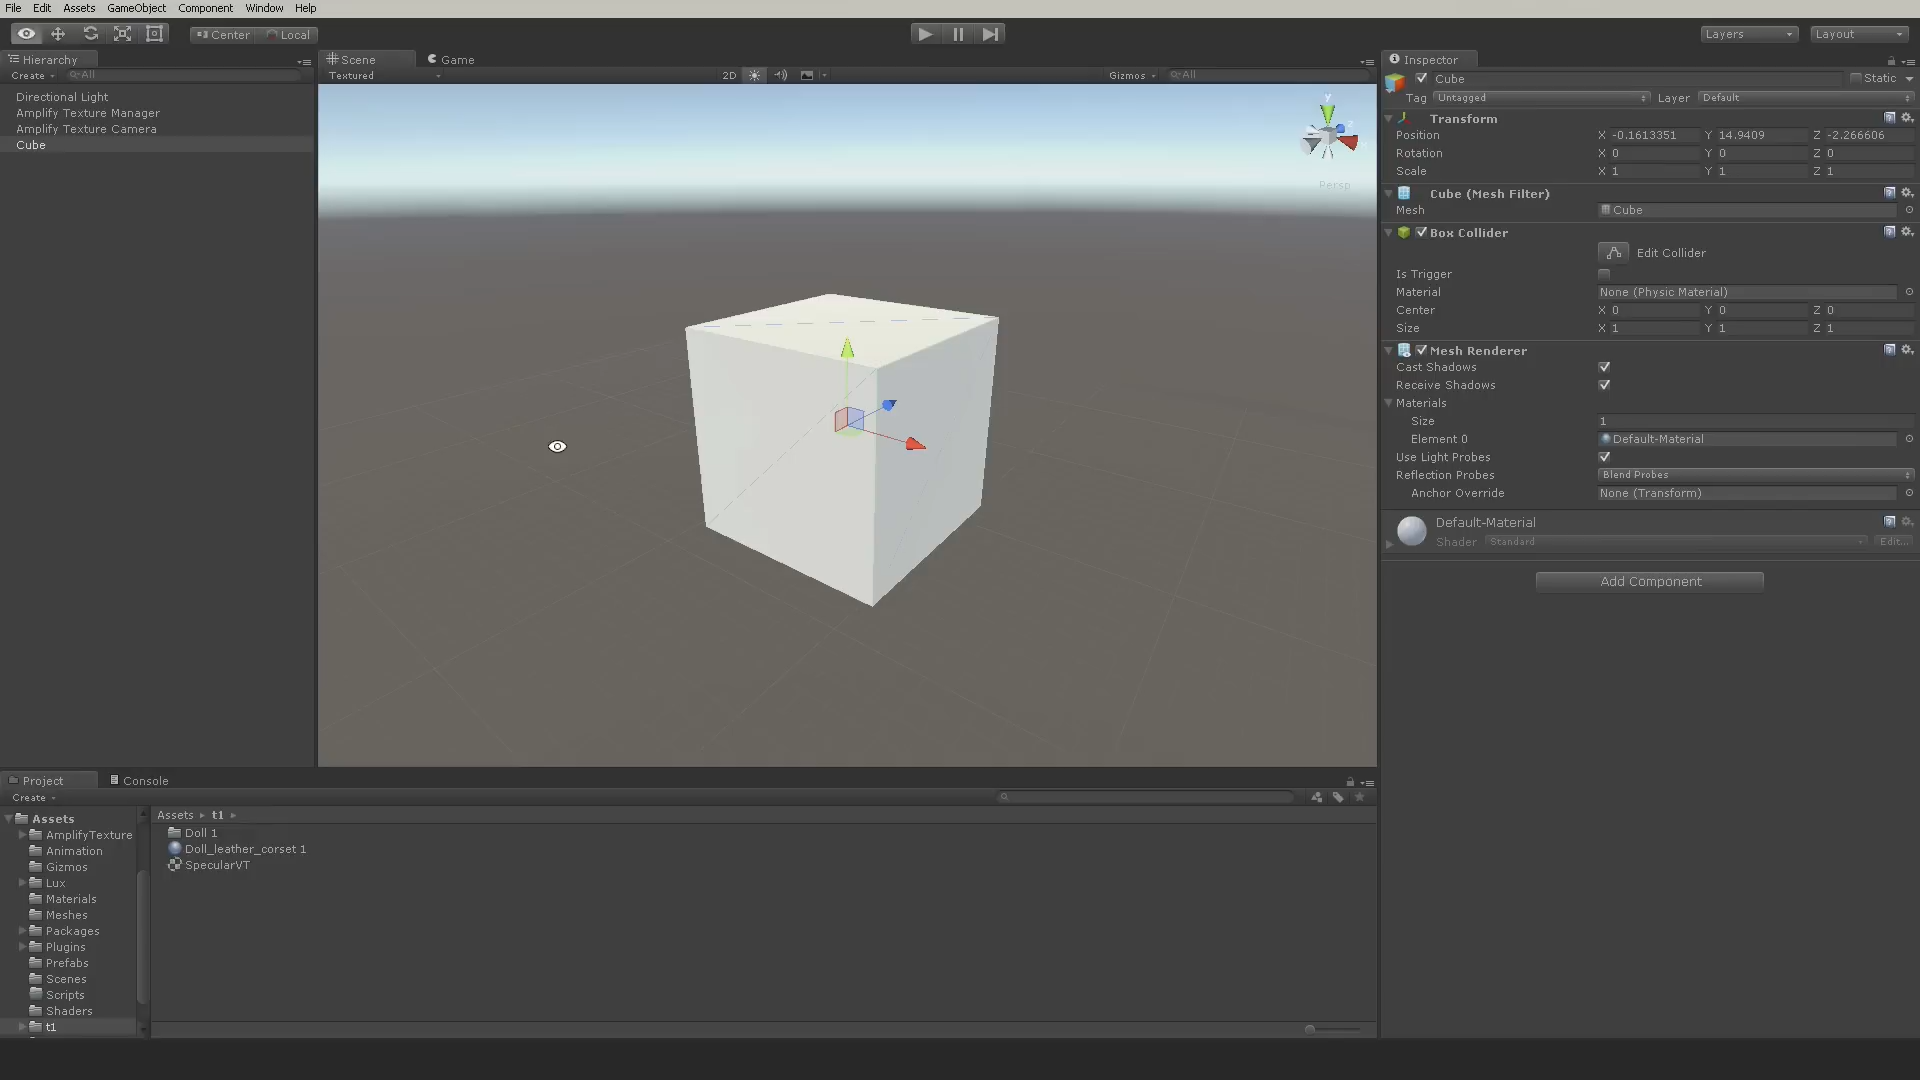 File Edit Assets GameObject Component Window Help
Center Local
Layers Layout
Hierarchy
Create All
Directional Light
Amplify Texture Manager
Amplify Texture Camera
Cube
Scene Game
Textured 2D Gizmos All
y
z
Persp
Inspector
Cube Static
Tag Untagged Layer Default
Transform
Position X -0.1613351 Y 14.9409 Z -2.266606
Rotation X 0 Y 0 Z 0
Scale X 1 Y 1 Z 1
Cube (Mesh Filter)
Mesh Cube
Box Collider
Edit Collider
Is Trigger
Material None (Physic Material)
Center X 0 Y 0 Z 0
Size X 1 Y 1 Z 1
Mesh Renderer
Cast Shadows
Receive Shadows
Materials
Size 1
Element 0 Default-Material
Use Light Probes
Reflection Probes Blend Probes
Anchor Override None (Transform)
Default-Material
Shader Standard Edit...
Add Component
Project Console
Create
Assets
AmplifyTexture
Animation
Gizmos
Lux
Materials
Meshes
Packages
Plugins
Prefabs
Scenes
Scripts
Shaders
t1
Assets t1
Doll 1
Doll_leather_corset 1
SpecularVT